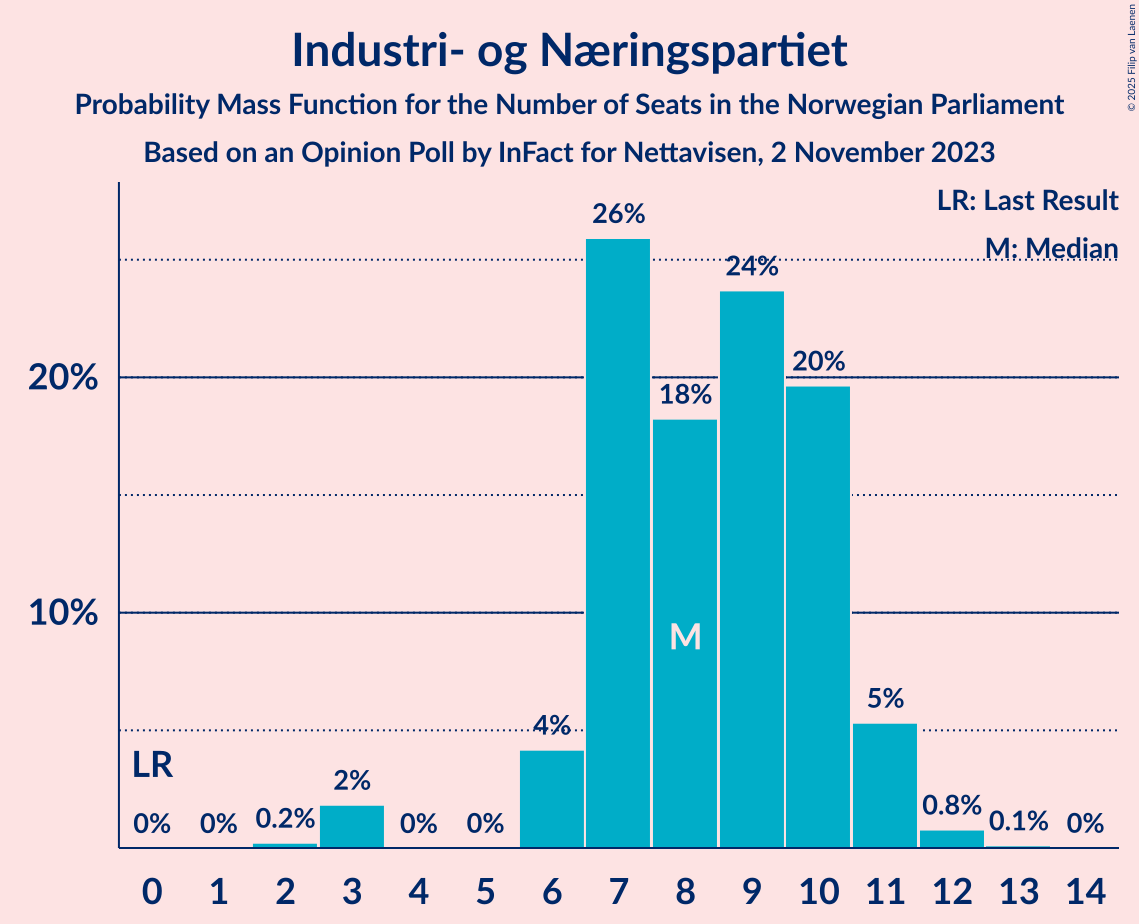 Industri- og Næringspartiet
Probability Mass Function for the Number of Seats in the Norwegian Parliament
Based on an Opinion Poll by InFact for Nettavisen, 2 November 2023
© 2025 Filip van Laenen
LR: Last Result
M: Median
26%
24%
20%
20%
18%
10%
M
5%
4%
LR
2%
0%
0%
0.2%
0%
0%
0.8%
0.1%
0%
0 1 2 3 4 5 6 7 8 9 10 11 12 13 14